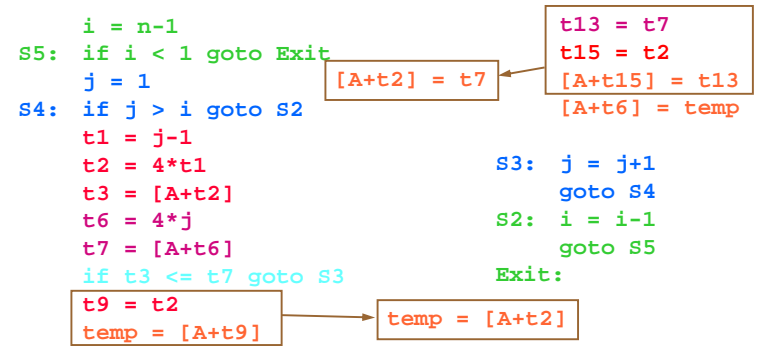 i = n-1
S5: if i < 1 goto Exit
j = 1
S4: if j > i goto S2
t1 = j-1
t2 = 4*t1
t3 = [A+t2]
t6 = 4*j
t7 = [A+t6]
if t3 <= t7 goto S3
t9 = t2
temp = [A+t9]
temp = [A+t2]
t13 = t7
t15 = t2
[A+t15] = t13
[A+t2] = t7
[A+t6] = temp
S3: j = j+1
goto S4
S2: i = i-1
goto S5
Exit: